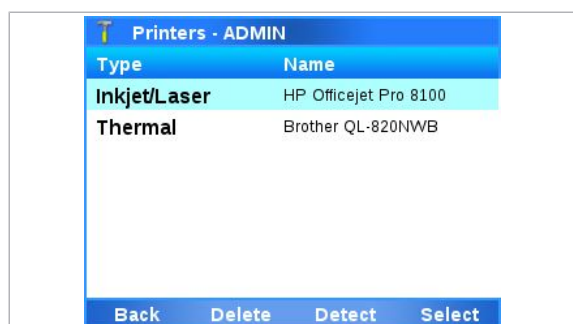 Printers - ADMIN
Type Name
Inkjet/Laser HP Officejet Pro 8100
Thermal Brother QL-820NWB
Back Delete Detect Select